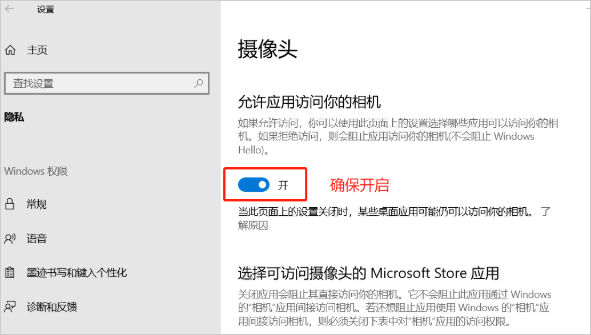 设置
主页
查找设置
隐私
Windows 权限
常规
语音
墨迹书写和键入个性化
诊断和反馈
摄像头
允许应用访问你的相机
如果允许访问，你可以使用此页面上的设置选择哪些应用可以访问你的相
机。如果拒绝访问，则会阻止应用访问你的相机(不会阻止 Windows
Hello)。
开
确保开启
当此页面上的设置关闭时，某些桌面应用可能仍可以访问你的相机。 了
解原因
选择可访问摄像头的 Microsoft Store 应用
关闭应用会阻止其直接访问你的相机。它不会阻止此应用通过 Windows
的“相机”应用间接访问相机。若还想阻止应用使用 Windows 的“相机”应
用间接访问相机，则必须关闭下表中对“相机”应用的访问权限。